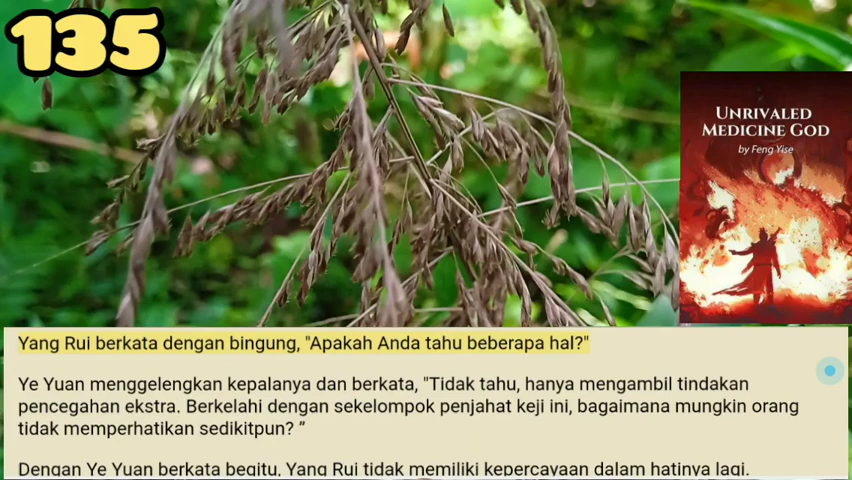 135
UNRIVALED
MEDICINE GOD
by Feng Yise
Yang Rui berkata dengan bingung, "Apakah Anda tahu beberapa hal?"
Ye Yuan menggelengkan kepalanya dan berkata, "Tidak tahu, hanya mengambil tindakan
pencegahan ekstra. Berkelahi dengan sekelompok penjahat keji ini, bagaimana mungkin orang
tidak memperhatikan sedikitpun? ”
Dengan Ye Yuan berkata begitu, Yang Rui tidak memiliki kepercayaan dalam hatinya lagi.